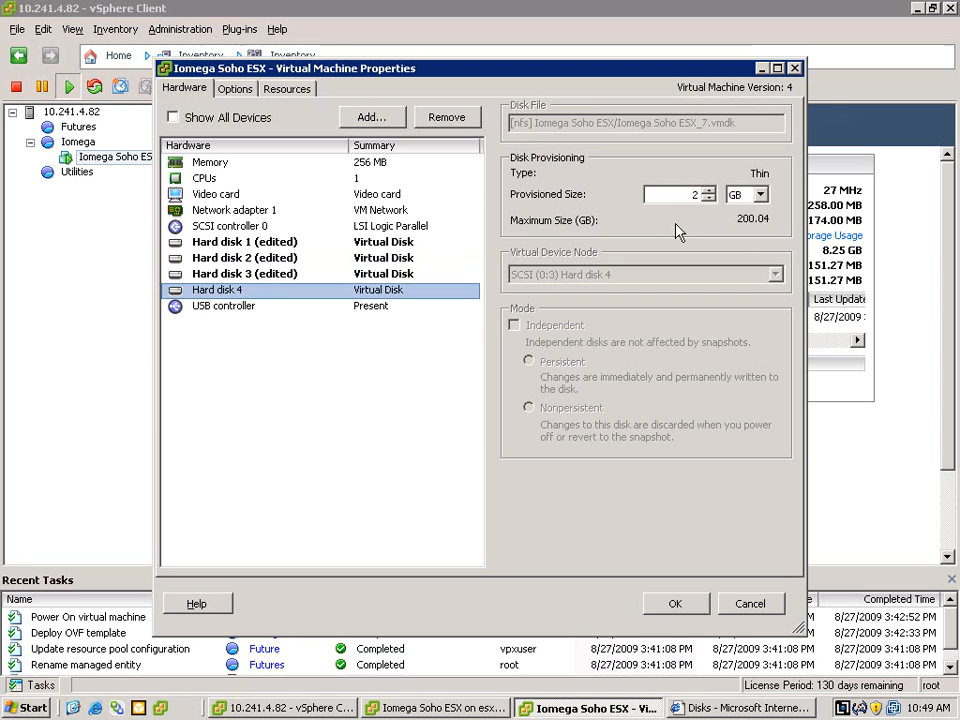 10.241.4.82 - vSphere Client
File Edit View Inventory Administration Plug-ins Help
Home Inventory Inventory
10.241.4.82
Futures
Iomega
Iomega Soho ES
Utilities
Iomega Soho ESX - Virtual Machine Properties
Hardware Options Resources
Virtual Machine Version: 4
Show All Devices Add... Remove
Hardware Summary
Memory 256 MB
CPUs 1
Video card Video card
Network adapter 1 VM Network
SCSI controller 0 LSI Logic Parallel
Hard disk 1 (edited) Virtual Disk
Hard disk 2 (edited) Virtual Disk
Hard disk 3 (edited) Virtual Disk
Hard disk 4 Virtual Disk
USB controller Present
Disk File
[nfs] Iomega Soho ESX/Iomega Soho ESX_7.vmdk
Disk Provisioning
Type: Thin
Provisioned Size: 2 GB
Maximum Size (GB): 200.04
Virtual Device Node
SCSI (0:3) Hard disk 4
Mode
Independent
Independent disks are not affected by snapshots.
Persistent
Changes are immediately and permanently written to
the disk.
Nonpersistent
Changes to this disk are discarded when you power
off or revert to the snapshot.
Help OK Cancel
27 MHz
258.00 MB
174.00 MB
orage Usage
8.25 GB
151.27 MB
151.27 MB
Last Update
8/27/2009
Recent Tasks
Name Completed Time
Power On virtual machine 8/27/2009 3:42:52 PM
Deploy OVF template 8/27/2009 3:42:41 PM
Update resource pool configuration Future Completed vpxuser 8/27/2009 3:41:08 PM 8/27/2009 3:41:08 PM 8/27/2009 3:41:08 PM
Rename managed entity Futures Completed root 8/27/2009 3:41:08 PM 8/27/2009 3:41:08 PM 8/27/2009 3:41:08 PM
Tasks License Period: 130 days remaining root
Start 10.241.4.82 - vSphere C... Iomega Soho ESX on esx... Iomega Soho ESX - Vi... Disks - Microsoft Interne... 10:49 AM